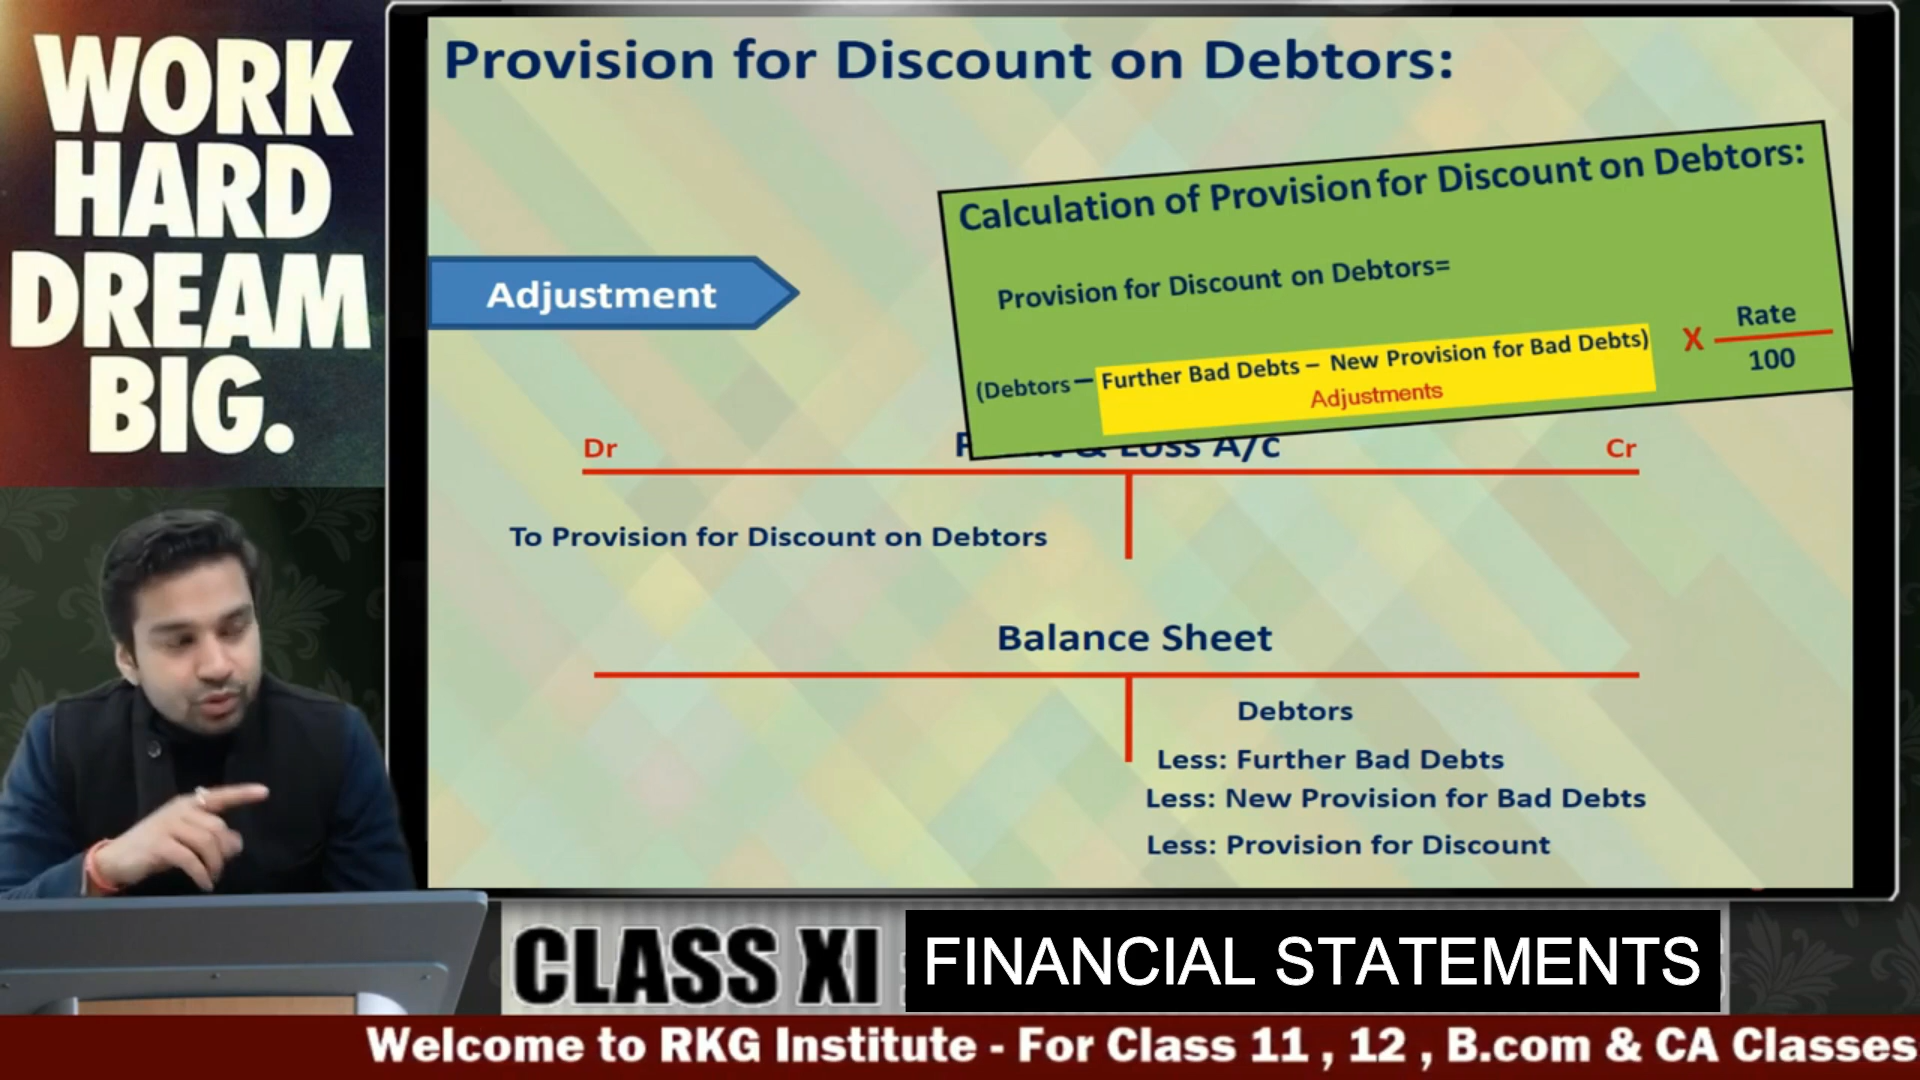 WORK
HARD
DREAM
BIG.
Provision for Discount on Debtors:
Calculation of Provision for Discount on Debtors:
Provision for Discount on Debtors=
(Debtors – Further Bad Debts – New Provision for Bad Debts) X Rate
100
Adjustments
Adjustment
Dr & Loss A/c Cr
To Provision for Discount on Debtors
Balance Sheet
Debtors
Less: Further Bad Debts
Less: New Provision for Bad Debts
Less: Provision for Discount
CLASS XI FINANCIAL STATEMENTS
Welcome to RKG Institute - For Class 11 , 12 , B.com & CA Classes